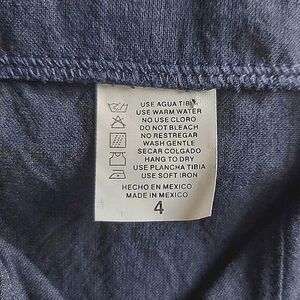 USE AGUA TIBIA
USE WARM WATER
NO USE CLORO
DO NOT BLEACH
NO RESTREGAR
WASH GENTLE
SECAR COLGADO
HANG TO DRY
USE PLANCHA TIBIA
USE SOFT IRON
HECHO EN MEXICO
MADE IN MEXICO
4